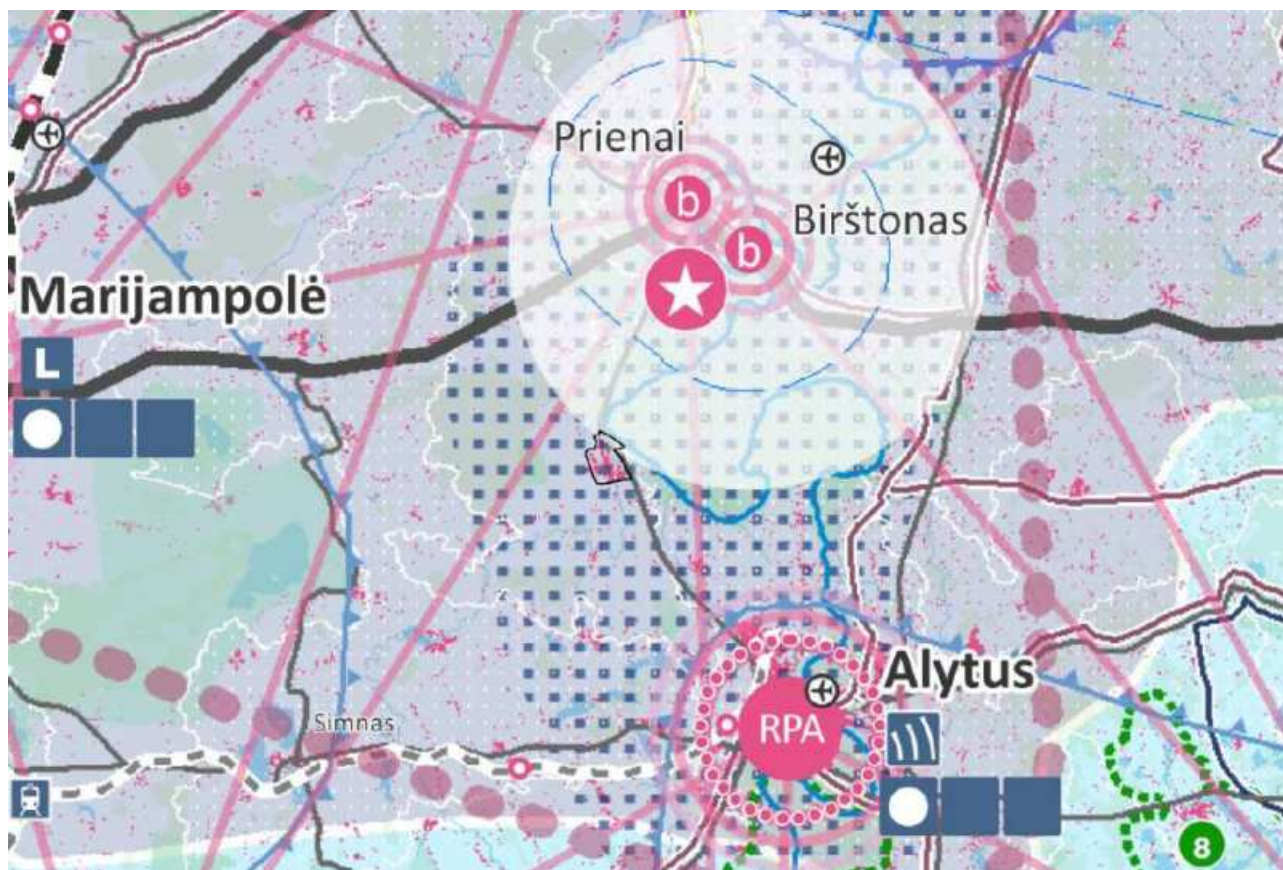 Prienai
b
b
Birštonas
Marijampolė
L
Alytus
RPA
Simnas
8